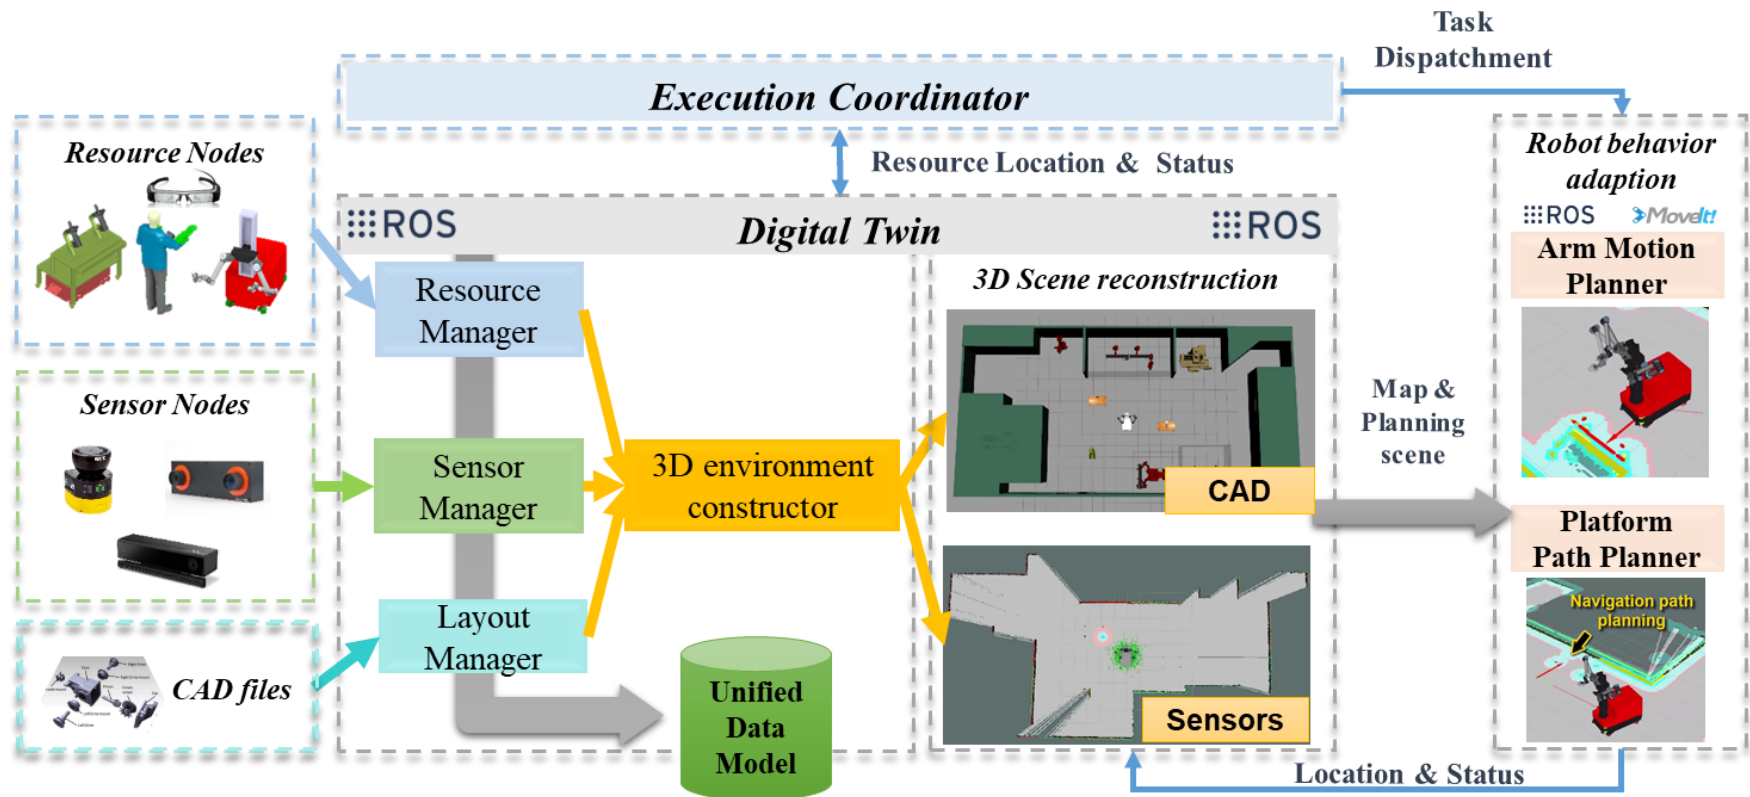 Task
Dispatchment
Execution Coordinator
Resource Location & Status
Resource Nodes
ROS
Digital Twin
ROS
Resource
Manager
Sensor Nodes
Sensor
Manager
CAD files
Layout
Manager
3D environment
constructor
Unified
Data
Model
3D Scene reconstruction
CAD
Sensors
Map &
Planning
scene
Robot behavior
adaption
ROS
MoveIt!
Arm Motion
Planner
Platform
Path Planner
Navigation path
planning
Location & Status